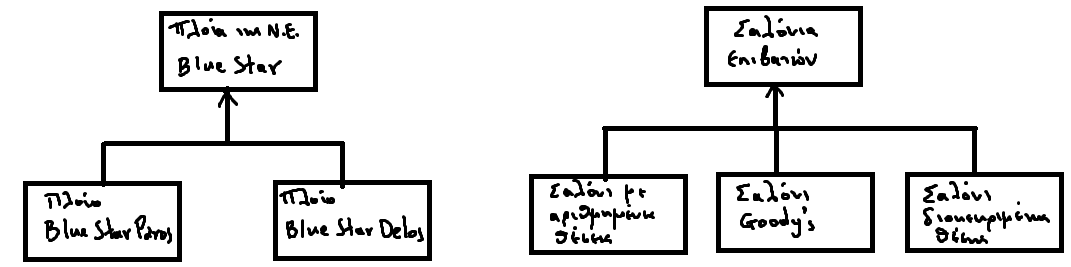 Πλοία της Ν.Ε.
Blue Star
Πλοίο
Blue Star Paros
Πλοίο
Blue Star Delos
Σαλόνια
επιβατών
Σαλόνι με
αριθμημένες
θέσεις
Σαλόνι
Goody's
Σαλόνι
διακεκριμένης
θέσης